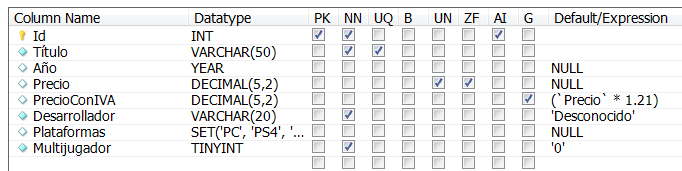 Column Name Datatype PK NN UQ B UN ZF AI G Default/Expression
Id INT
Título VARCHAR(50)
Año YEAR NULL
Precio DECIMAL(5,2) NULL
PrecioConIVA DECIMAL(5,2) (`Precio` * 1.21)
Desarrollador VARCHAR(20) 'Desconocido'
Plataformas SET('PC', 'PS4', '... NULL
Multijugador TINYINT '0'